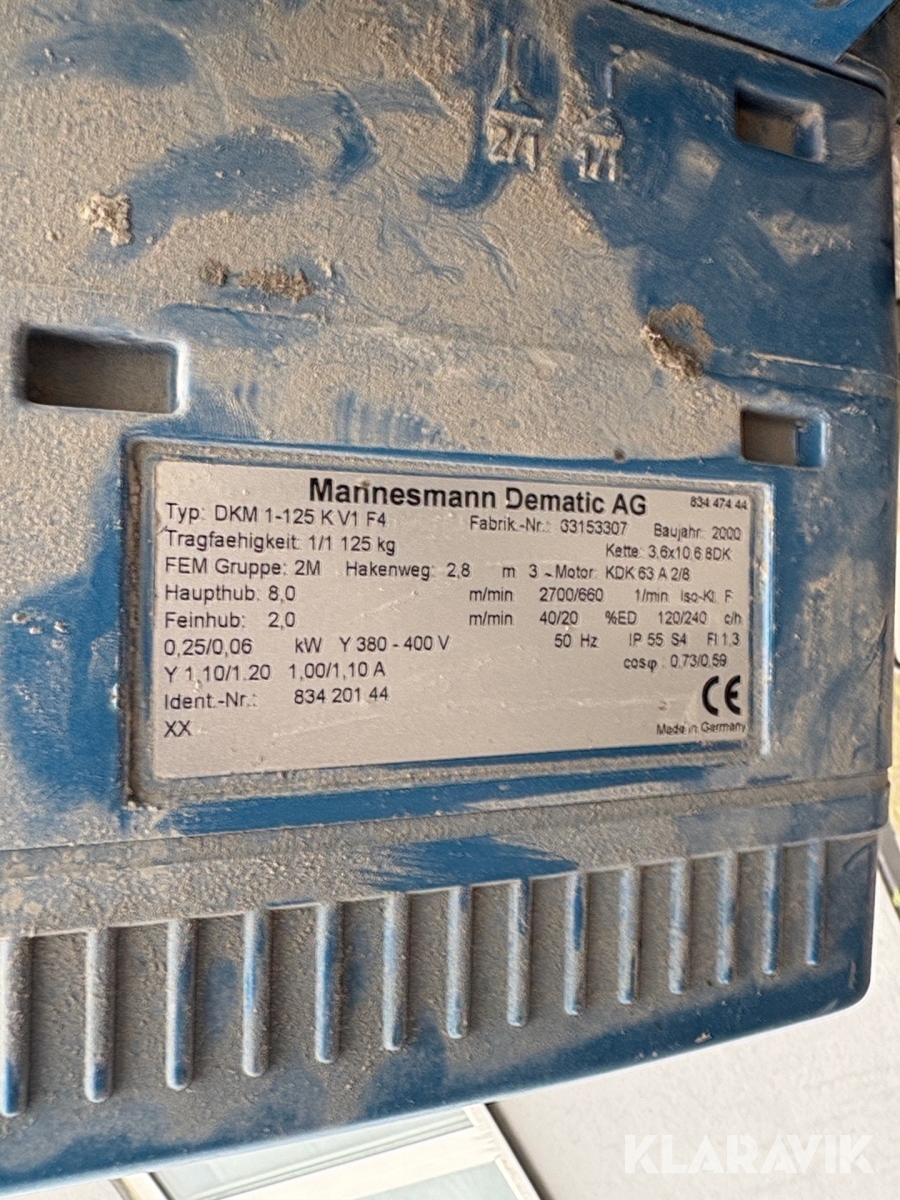 2/1 1/1
Mannesmann Dematic AG 834 474 44
Typ: DKM 1-125 K V1 F4 Fabrik.-Nr.: 33153307 Baujahr: 2000
Tragfaehigkeit: 1/1 125 kg Kette: 3,6x10,6 8DK
FEM Gruppe: 2M Hakenweg: 2,8 m 3 ~ Motor: KDK 63 A 2/8
Haupthub: 8,0 m/min 2700/660 1/min Iso-Kl. F
Feinhub: 2,0 m/min 40/20 %ED 120/240 c/h
0,25/0,06 kW Y 380 - 400 V 50 Hz IP 55 S4 FI 1,3
Y 1,10/1.20 1,00/1,10 A cosφ : 0,73/0,59
Ident.-Nr.: 834 201 44 CE
XX Made in Germany
KLARAVIK